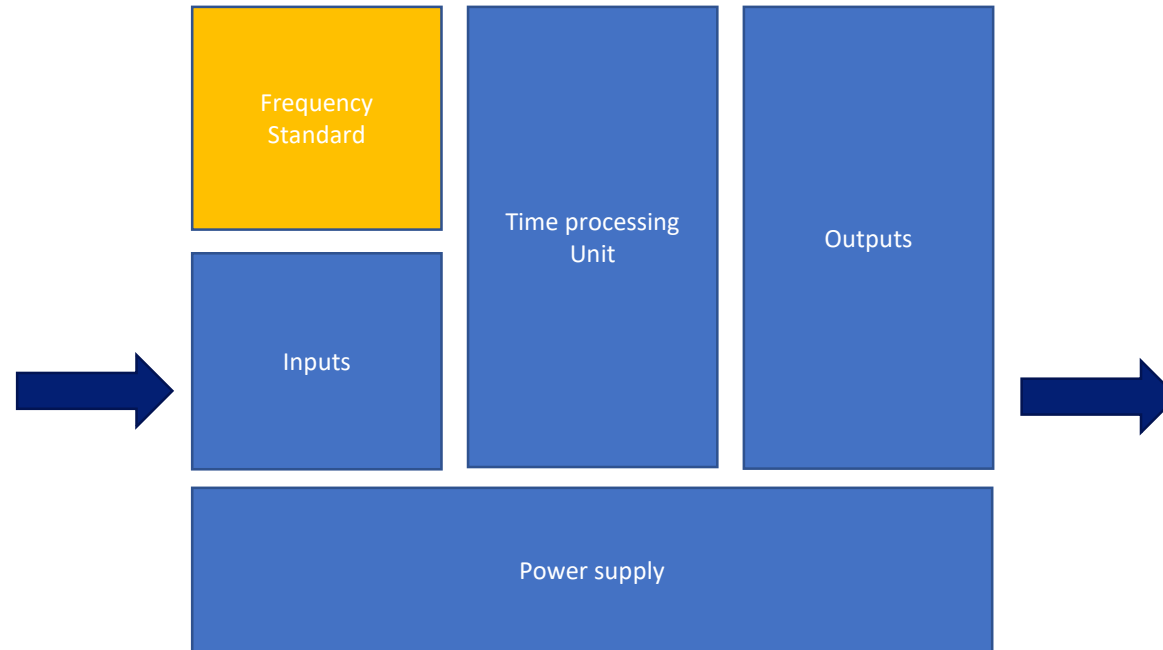 Frequency
Standard
Time processing
Unit
Outputs
Inputs
Power supply